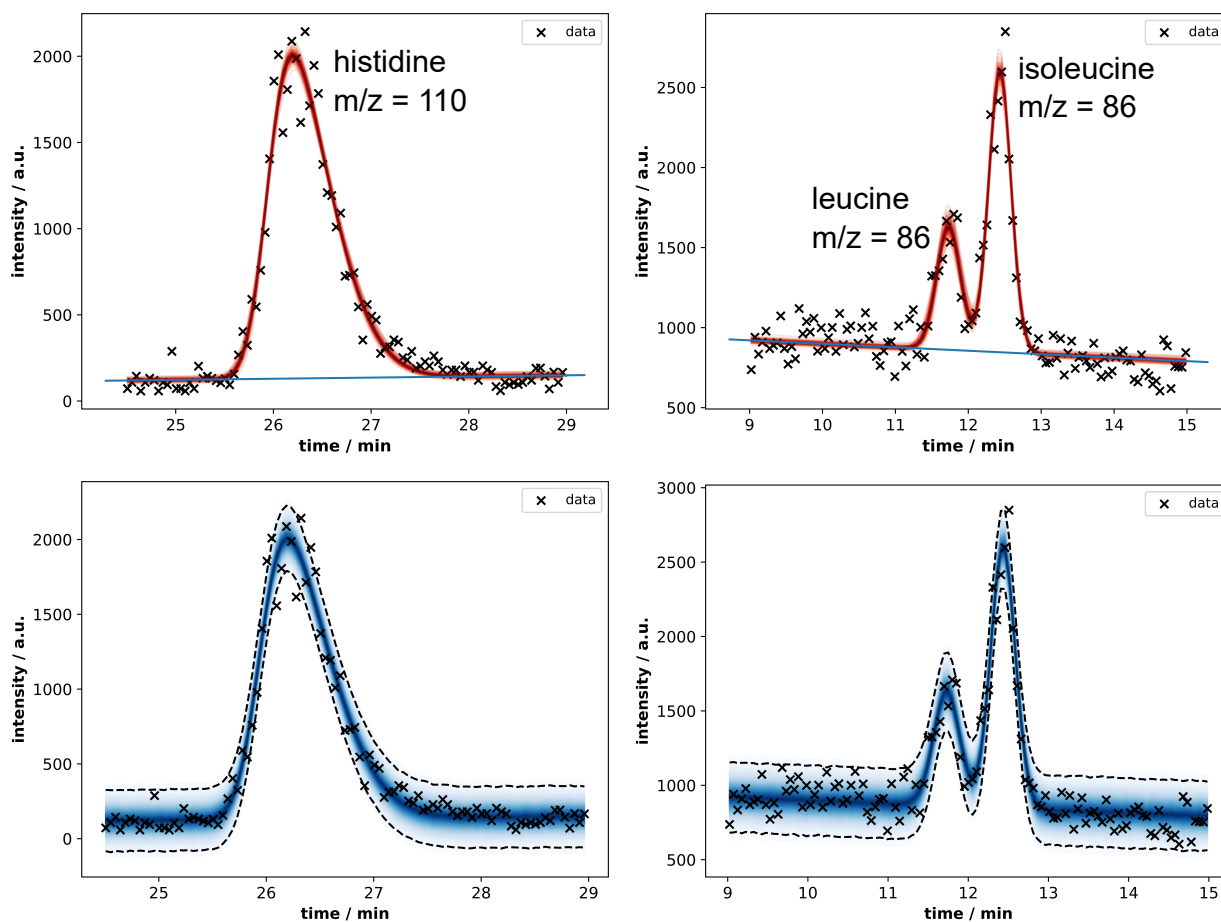 data
histidine
m/z = 110
2000
1500
1000
500
0
intensity / a.u.
25
26
27
28
29
time / min
data
isoleucine
m/z = 86
leucine
m/z = 86
2500
2000
1500
1000
500
intensity / a.u.
9
10
11
12
13
14
15
time / min
data
2000
1500
1000
500
0
intensity / a.u.
25
26
27
28
29
time / min
data
3000
2500
2000
1500
1000
500
intensity / a.u.
9
10
11
12
13
14
15
time / min